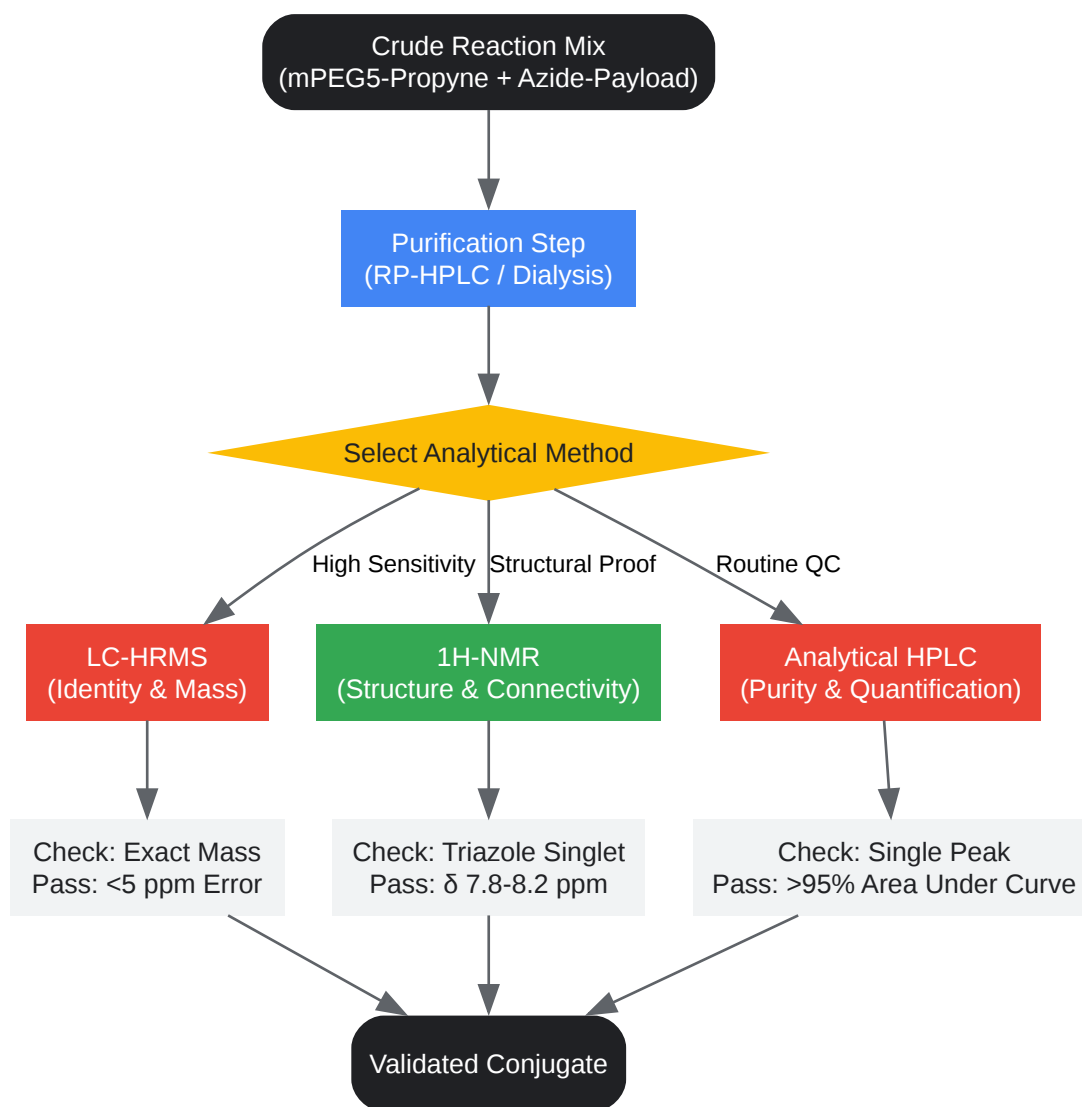 Crude Reaction Mix
(mPEG5-Propyne + Azide-Payload)
Purification Step
(RP-HPLC / Dialysis)
Select Analytical Method
High Sensitivity
Structural Proof
Routine QC
LC-HRMS
(Identity & Mass)
1H-NMR
(Structure & Connectivity)
Analytical HPLC
(Purity & Quantification)
Check: Exact Mass
Pass: <5 ppm Error
Check: Triazole Singlet
Pass: δ 7.8-8.2 ppm
Check: Single Peak
Pass: >95% Area Under Curve
Validated Conjugate